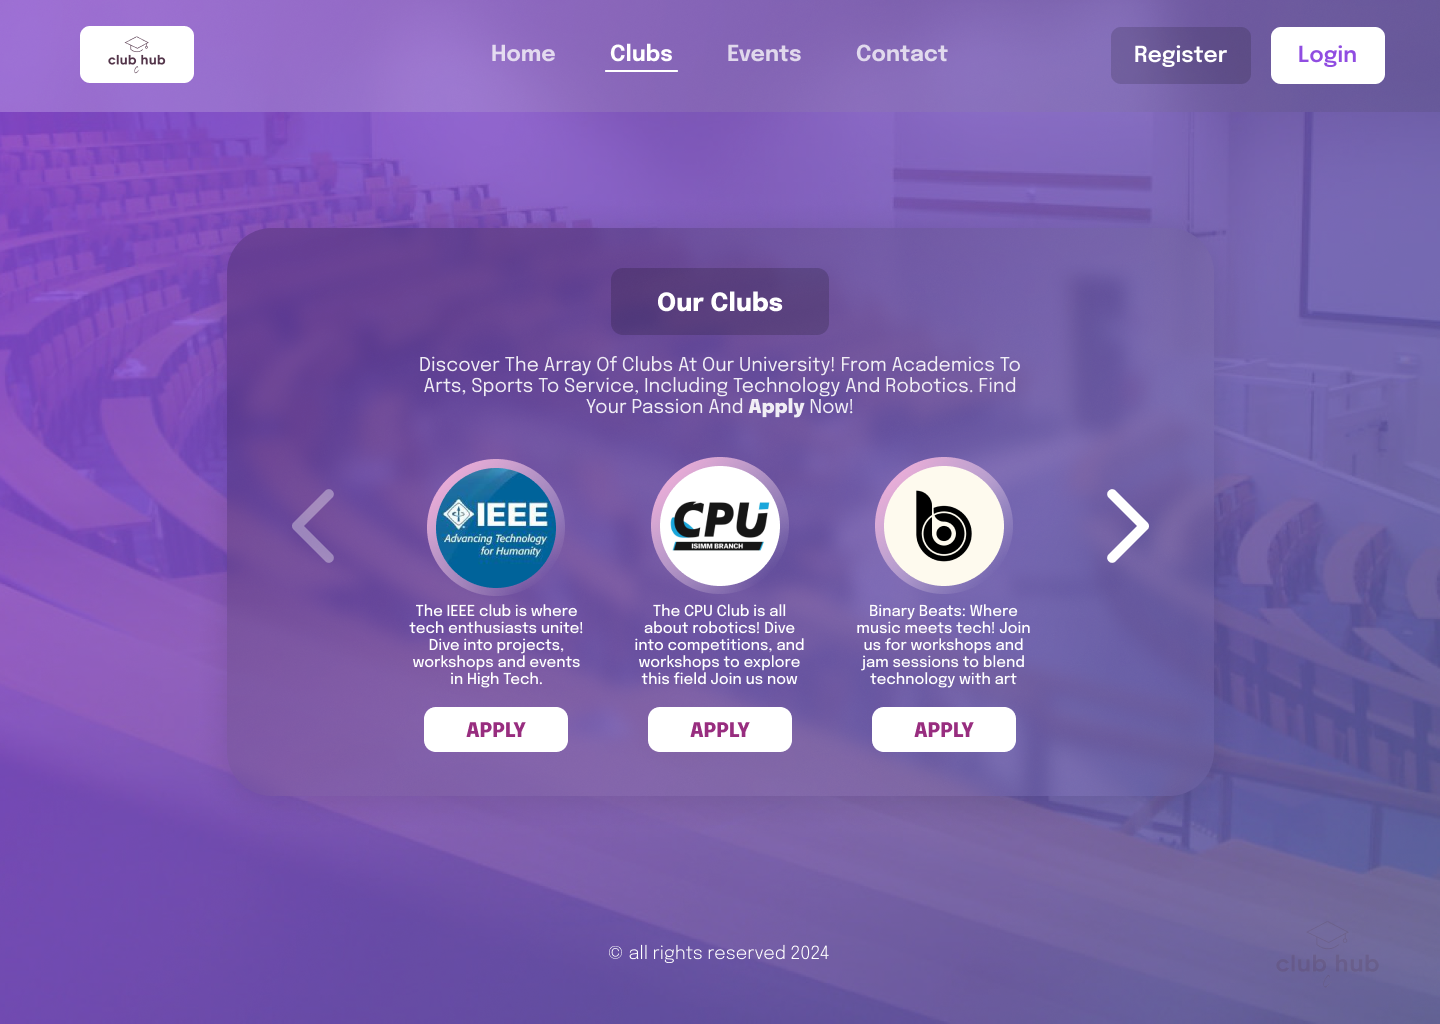 club hub
Home Clubs Events Contact Register Login
Our Clubs
Discover The Array Of Clubs At Our University! From Academics To
Arts, Sports To Service, Including Technology And Robotics. Find
Your Passion And Apply Now!
IEEE
Advancing Technology
for Humanity
CPU
ISIMM BRANCH
b
The IEEE club is where
tech enthusiasts unite!
Dive into projects,
workshops and events
in High Tech.
The CPU Club is all
about robotics! Dive
into competitions, and
workshops to explore
this field Join us now
Binary Beats: Where
music meets tech! Join
us for workshops and
jam sessions to blend
technology with art
APPLY APPLY APPLY
© all rights reserved 2024
club hub